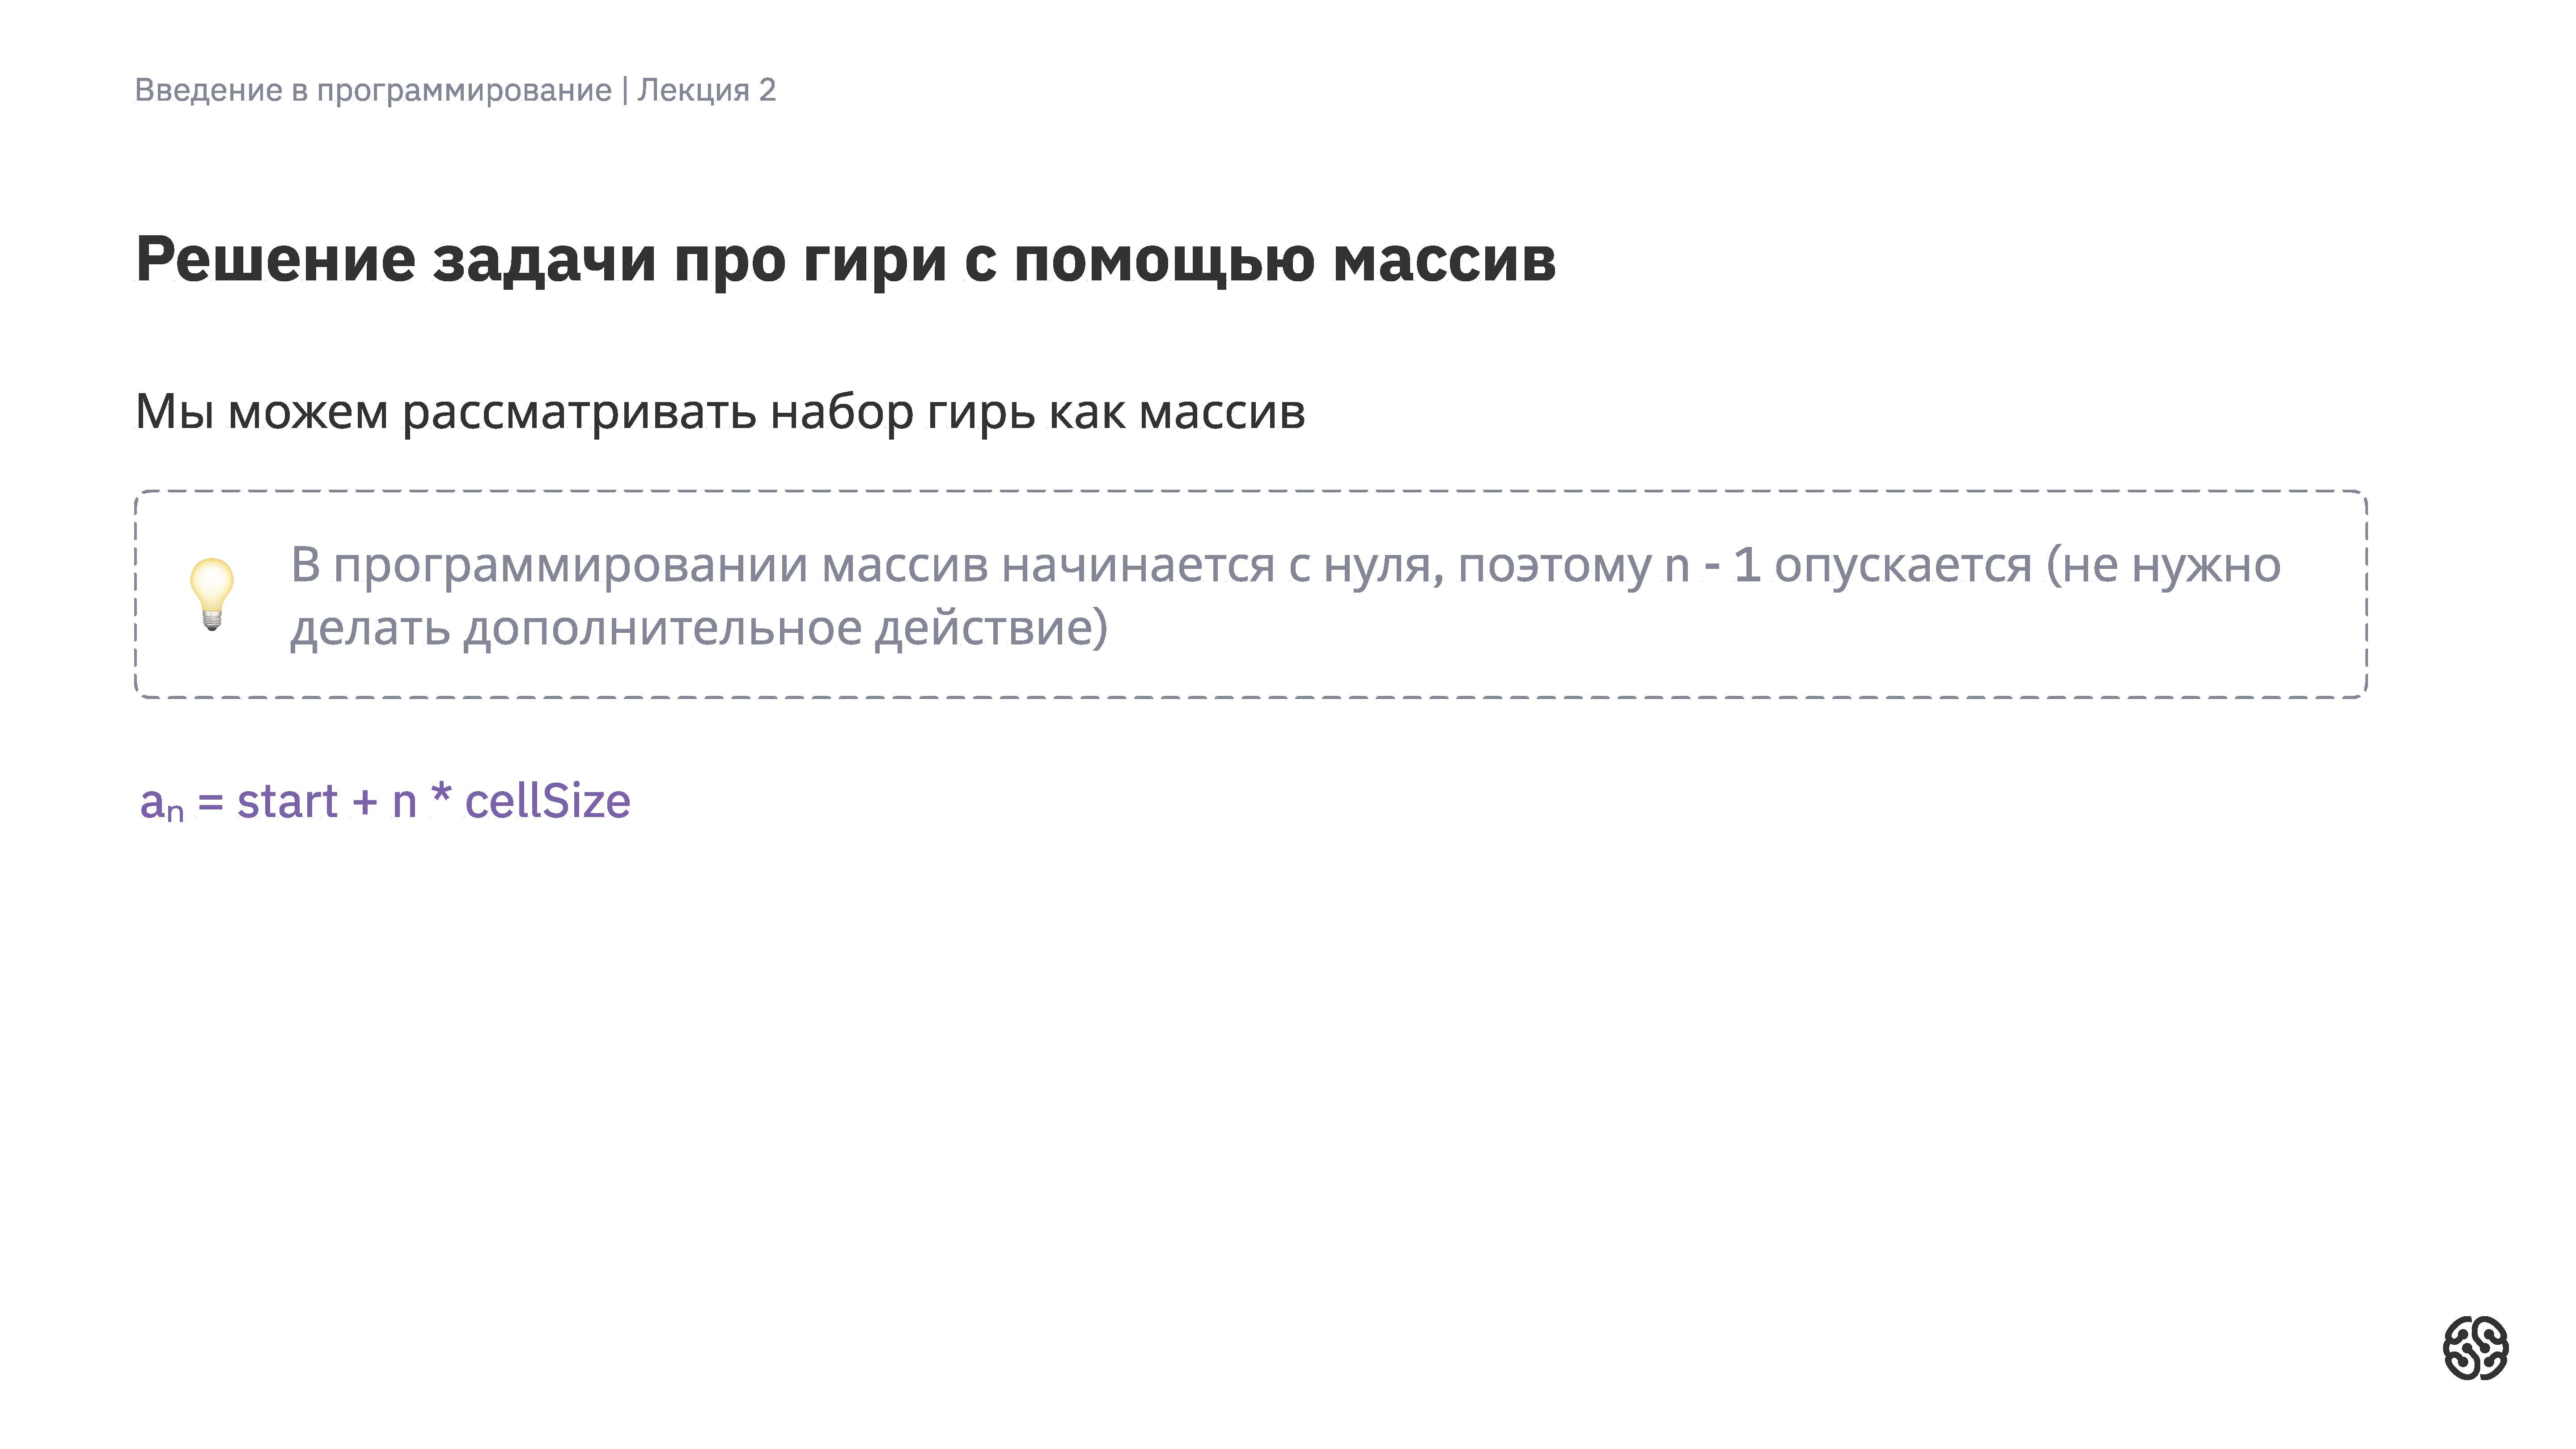 Введение в программирование | Лекция 2
Решение задачи про гири с помощью массив
Мы можем рассматривать набор гирь как массив
В программировании массив начинается с нуля, поэтому n - 1 опускается (не нужно
делать дополнительное действие)
aₙ = start + n * cellSize